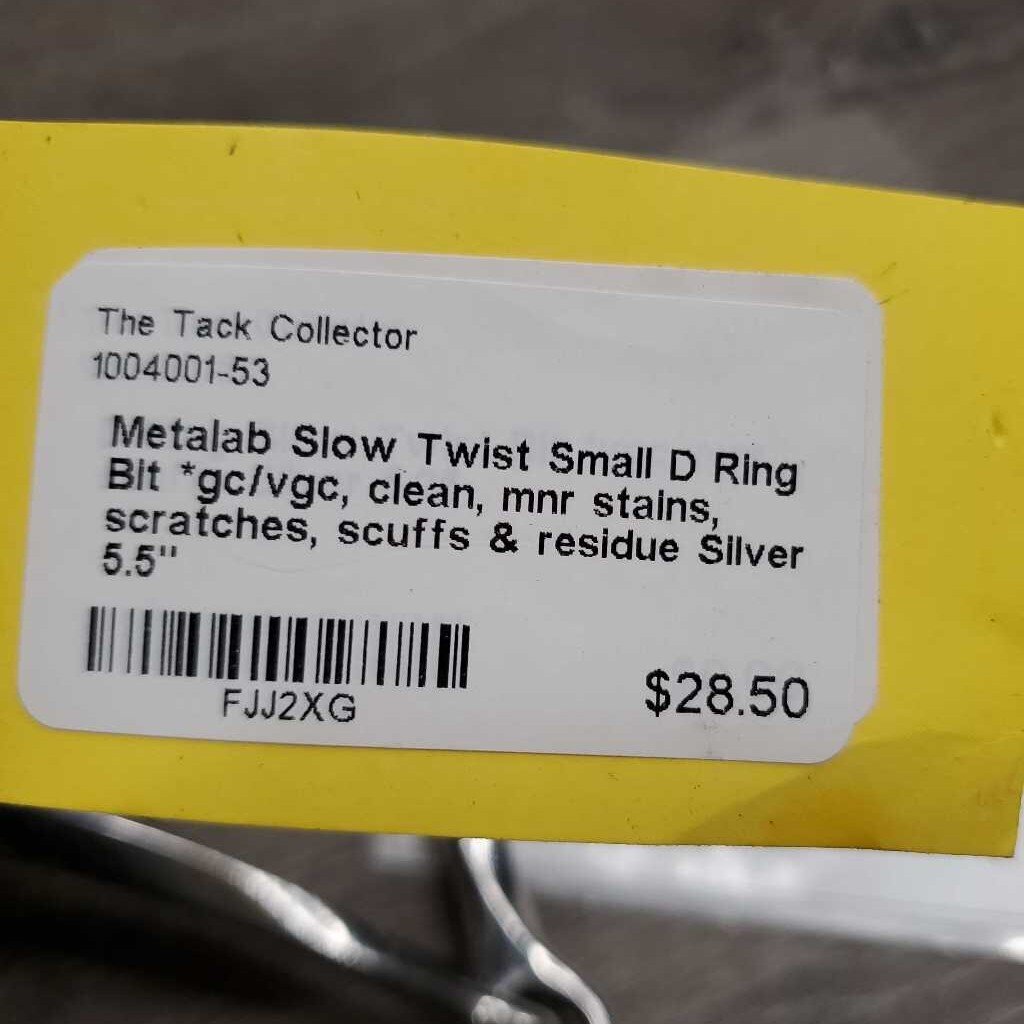 The Tack Collector
1004001-53
Metalab Slow Twist Small D Ring
Bit *gc/vgc, clean, mnr stains,
scratches, scuffs & residue Silver
5.5"
FJJ2XG
$28.50